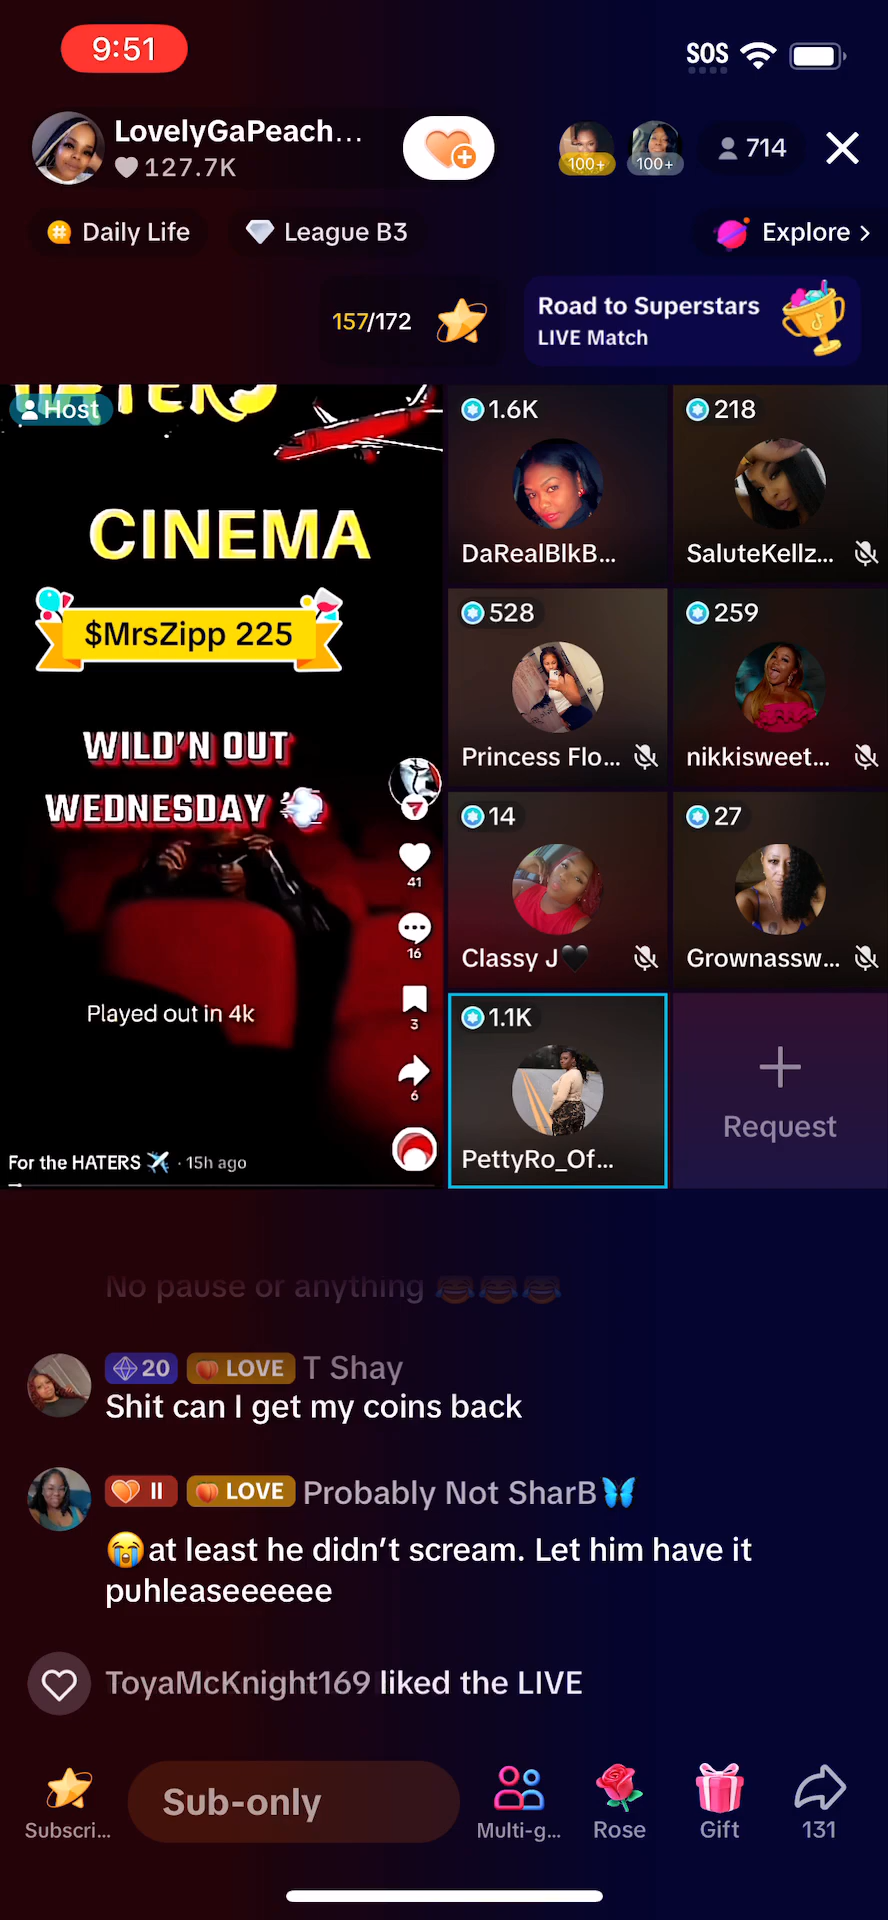 9:51
SOS
LovelyGaPeach...
127.7K
100+
100+
714
Daily Life
League B3
Explore >
157/172
Road to Superstars
LIVE Match
HATERS
Host
CINEMA
$MrsZipp 225
WILD'N OUT
WEDNESDAY 💨
41
16
3
6
Played out in 4k
For the HATERS ✈️ · 15h ago
1.6K
DaRealBlkB...
218
SaluteKellz...
528
Princess Flo...
259
nikkisweet...
14
Classy J🖤
27
Grownassw...
1.1K
PettyRo_Of...
Request
No pause or anything 😂😂😂
20 LOVE T Shay
Shit can I get my coins back
II LOVE Probably Not SharB🦋
😭at least he didn't scream. Let him have it
puhleaseeeeee
ToyaMcKnight169 liked the LIVE
Sub-only
Subscri...
Multi-g...
Rose
Gift
131